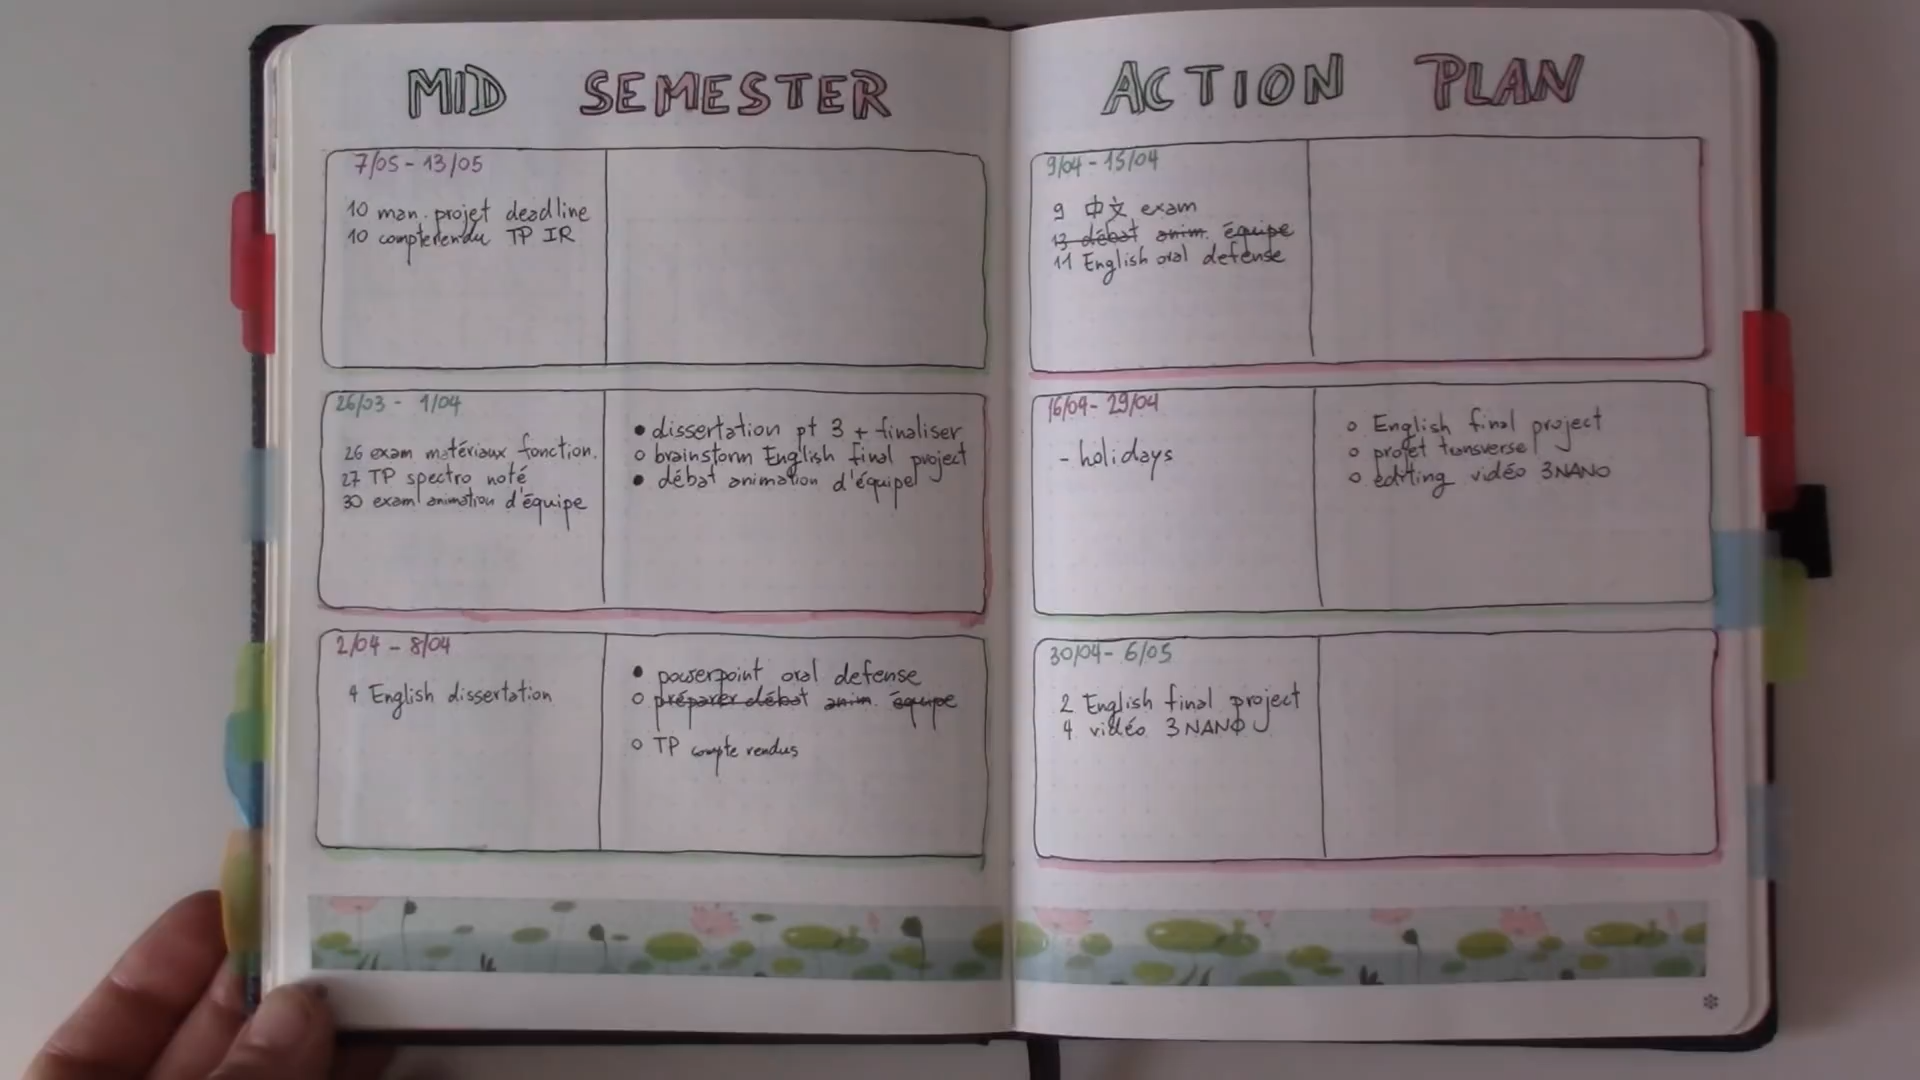 MID SEMESTER
7/05 - 13/05
10 man. projet deadline
10 compterendu TP IR
26/03 - 1/04
26 exam matériaux fonction.
27 TP spectro noté
30 exam animation d'équipe
● dissertation pt 3 + finaliser
○ brainstorm English final project
● débat animation d'équipe
2/04 - 8/04
4 English dissertation
● powerpoint oral defense
○ préparer débat anim. équipe
○ TP compte rendus
ACTION PLAN
9/04 - 15/04
9 中文 exam
13 débat anim. équipe
11 English oral defense
16/04 - 29/04
- holidays
○ English final project
○ projet transverse
○ editing vidéo 3NANO
30/04 - 6/05
2 English final project
4 vidéo 3NANO